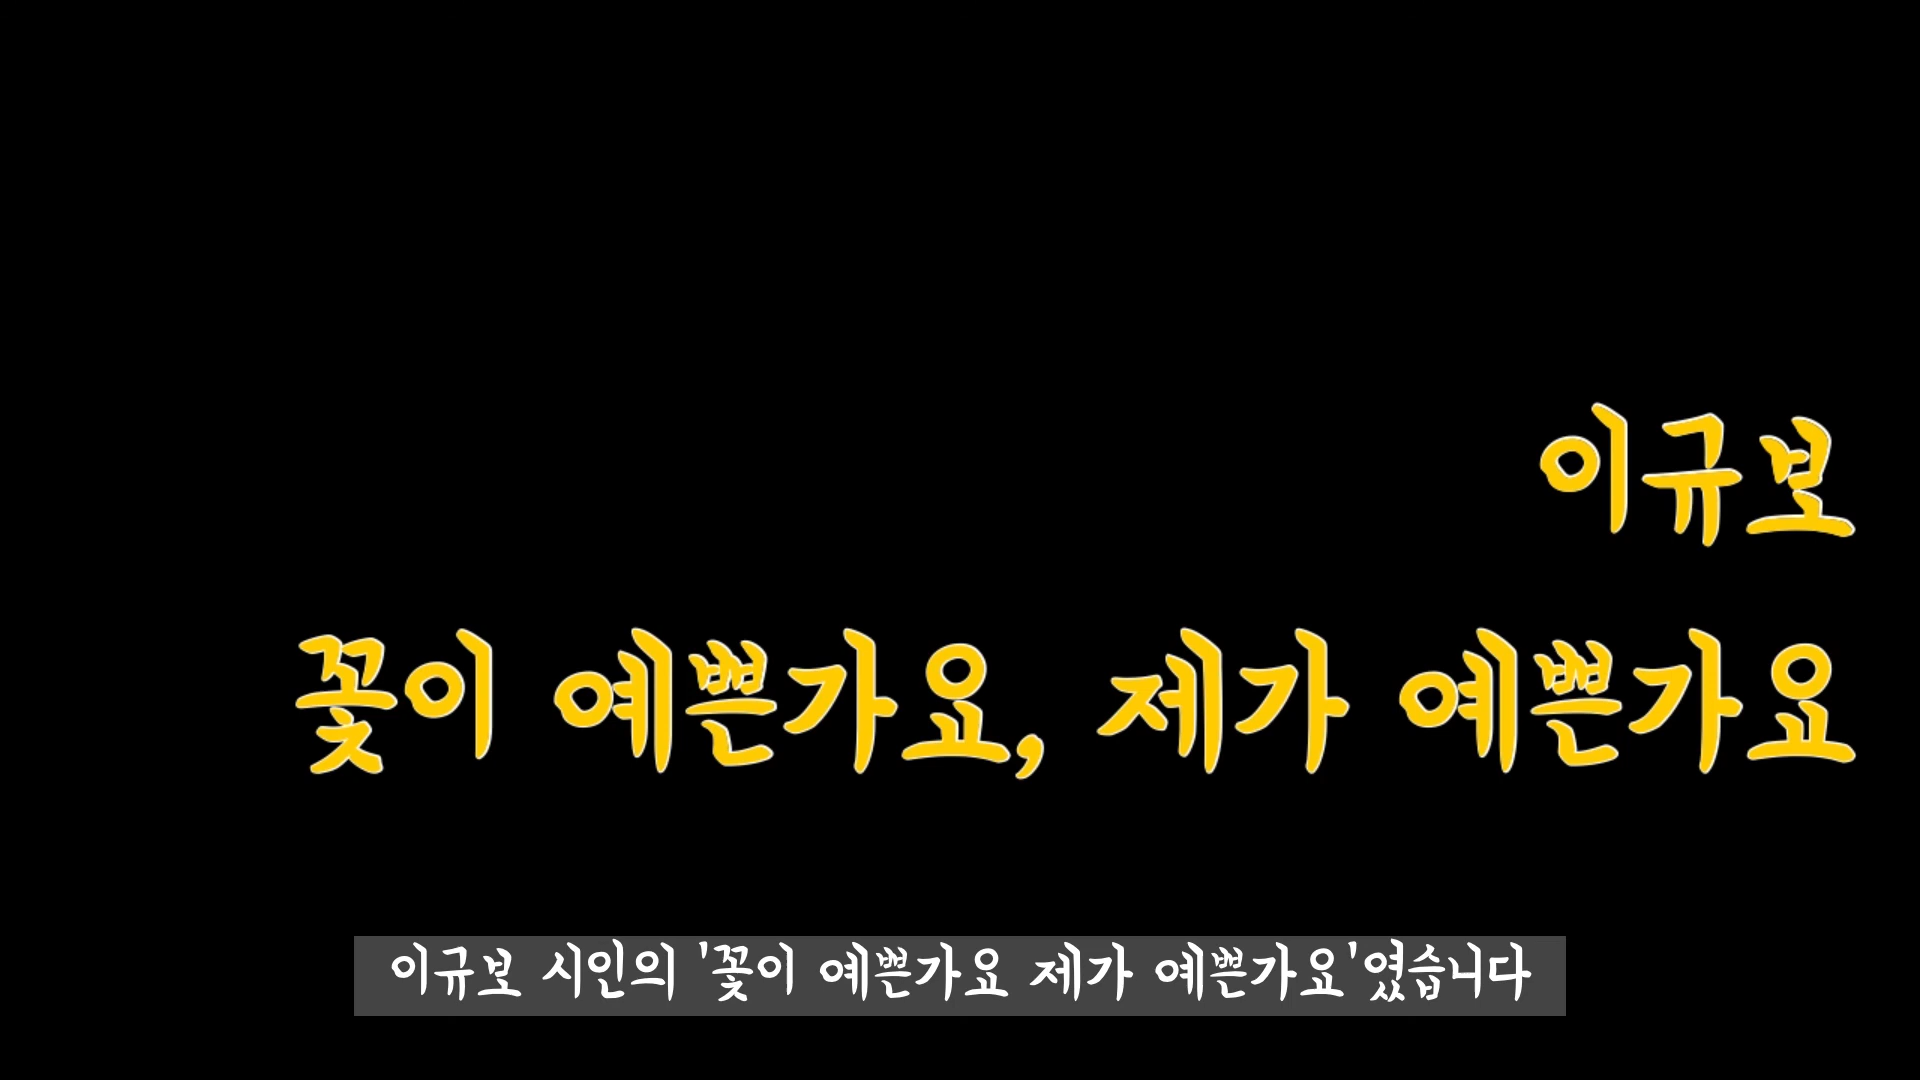 이규보
꽃이 예쁜가요, 제가 예쁜가요
이규보 시인의 '꽃이 예쁜가요 제가 예쁜가요'였습니다